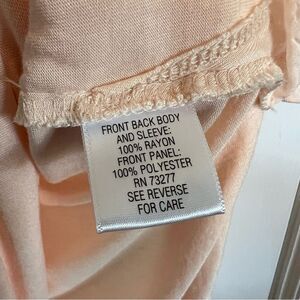 FRONT BACK BODY
AND SLEEVE:
100% RAYON
FRONT PANEL:
100% POLYESTER
RN 73277
SEE REVERSE
FOR CARE